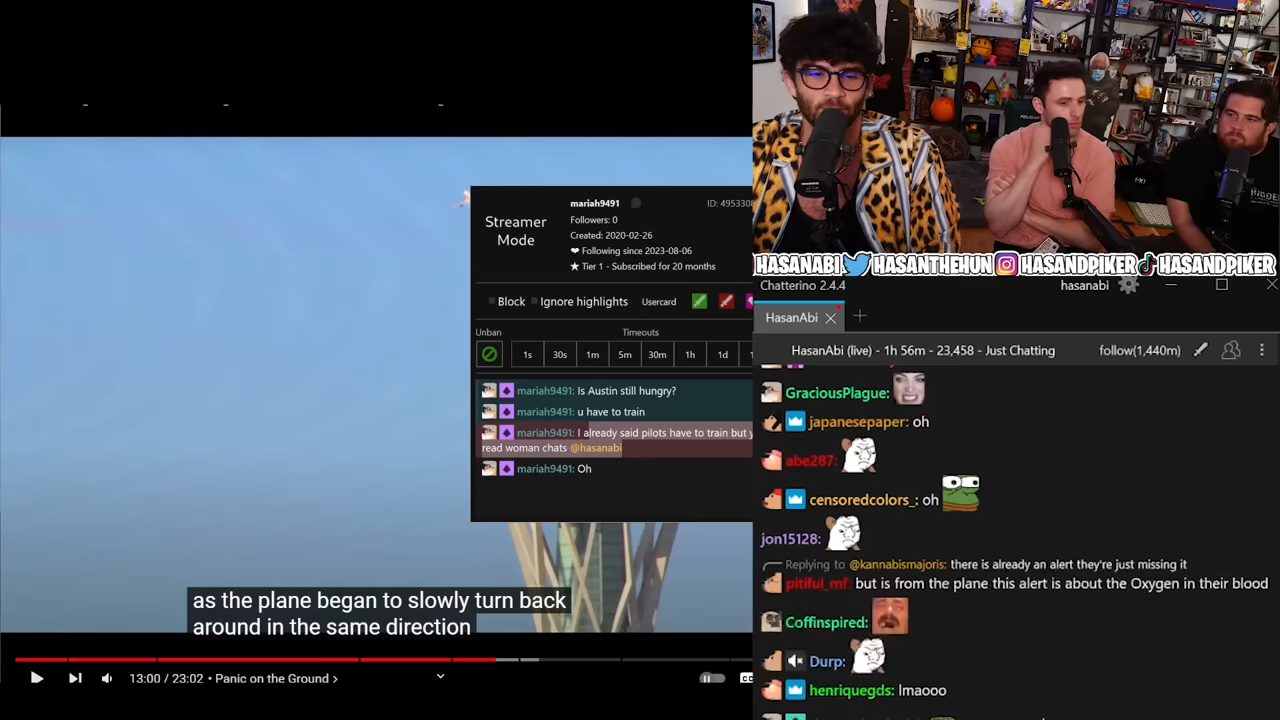 Streamer
Mode
mariah9491
ID: 4953308
Followers: 0
Created: 2020-02-26
❤ Following since 2023-08-06
★ Tier 1 - Subscribed for 20 months
Block Ignore highlights Usercard
Unban Timeouts
1s 30s 1m 5m 30m 1h 1d
mariah9491: Is Austin still hungry?
mariah9491: u have to train
mariah9491: I already said pilots have to train but y
read woman chats @hasanabi
mariah9491: Oh
as the plane began to slowly turn back
around in the same direction
13:00 / 23:02 • Panic on the Ground ›
HASANABI HASANTHEHUN HASANDPIKER HASANDPIKER
Chatterino 2.4.4 hasanabi
HasanAbi
HasanAbi (live) - 1h 56m - 23,458 - Just Chatting follow(1,440m)
GraciousPlague:
japanesepaper: oh
abe287:
censoredcolors_: oh
jon15128:
Replying to @kannabismajoris: there is already an alert they're just missing it
pitiful_mf: but is from the plane this alert is about the Oxygen in their blood
Coffinspired:
Durp:
henriquegds: lmaooo